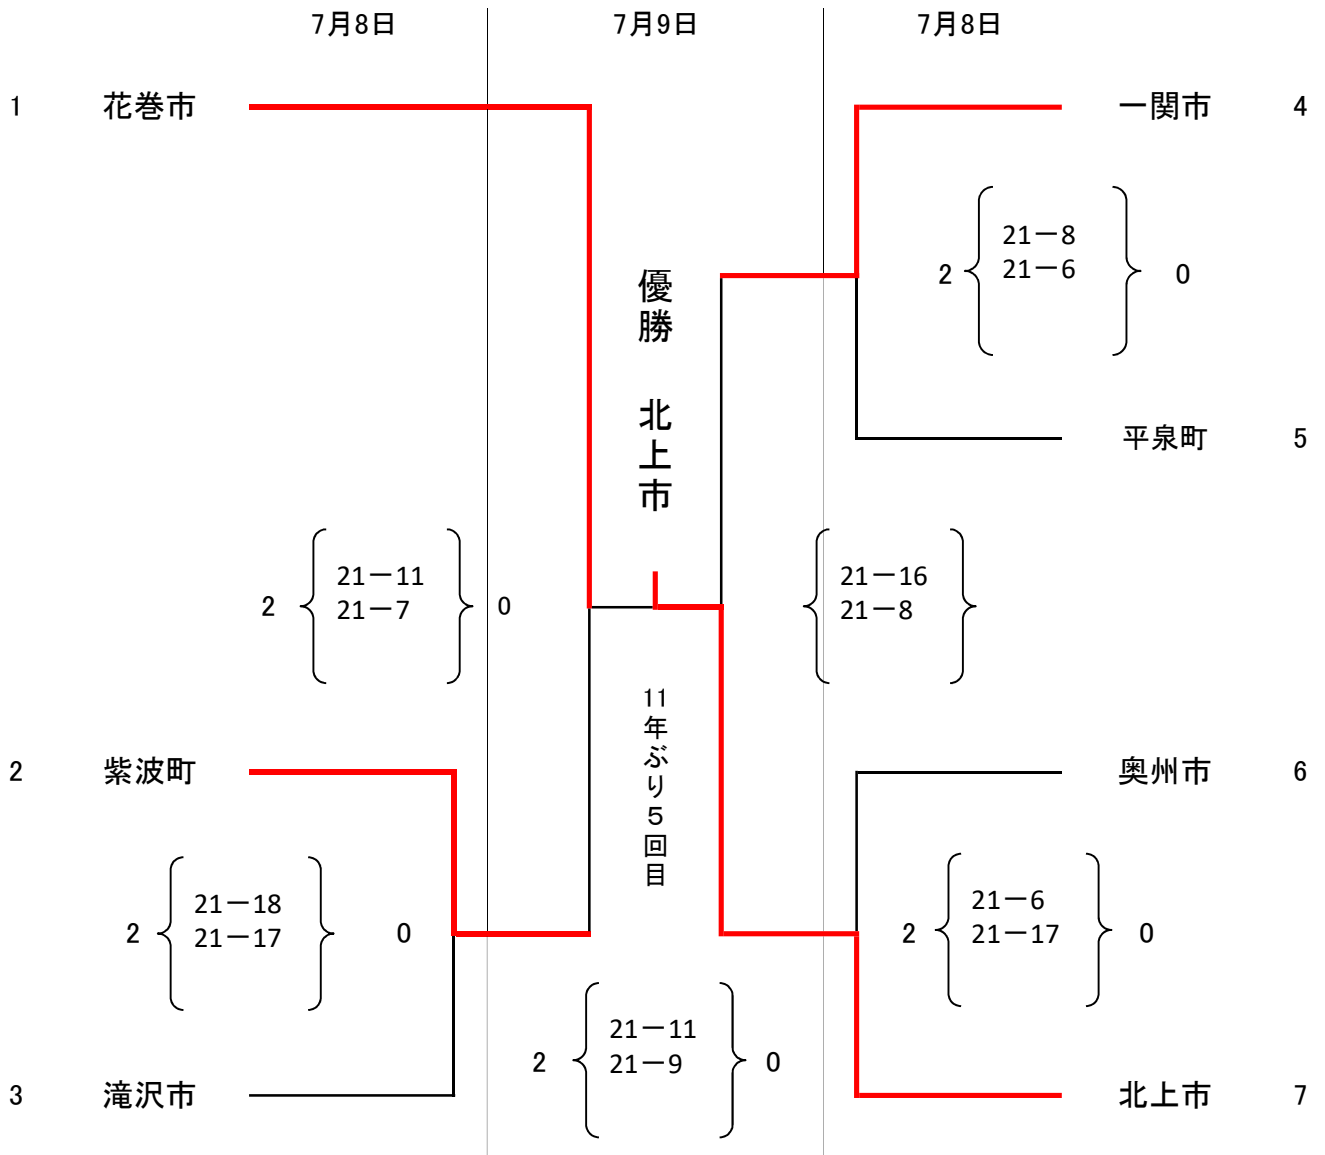 7月8日
7月9日
7月8日
1 花巻市
一関市 4
21－8
2 21－6 0
優勝 北上市
平泉町 5
21－11
2 21－7 0
21－16
21－8
11年ぶり５回目
2 紫波町
奥州市 6
21－18
2 21－17 0
21－6
2 21－17 0
21－11
2 21－9 0
3 滝沢市
北上市 7